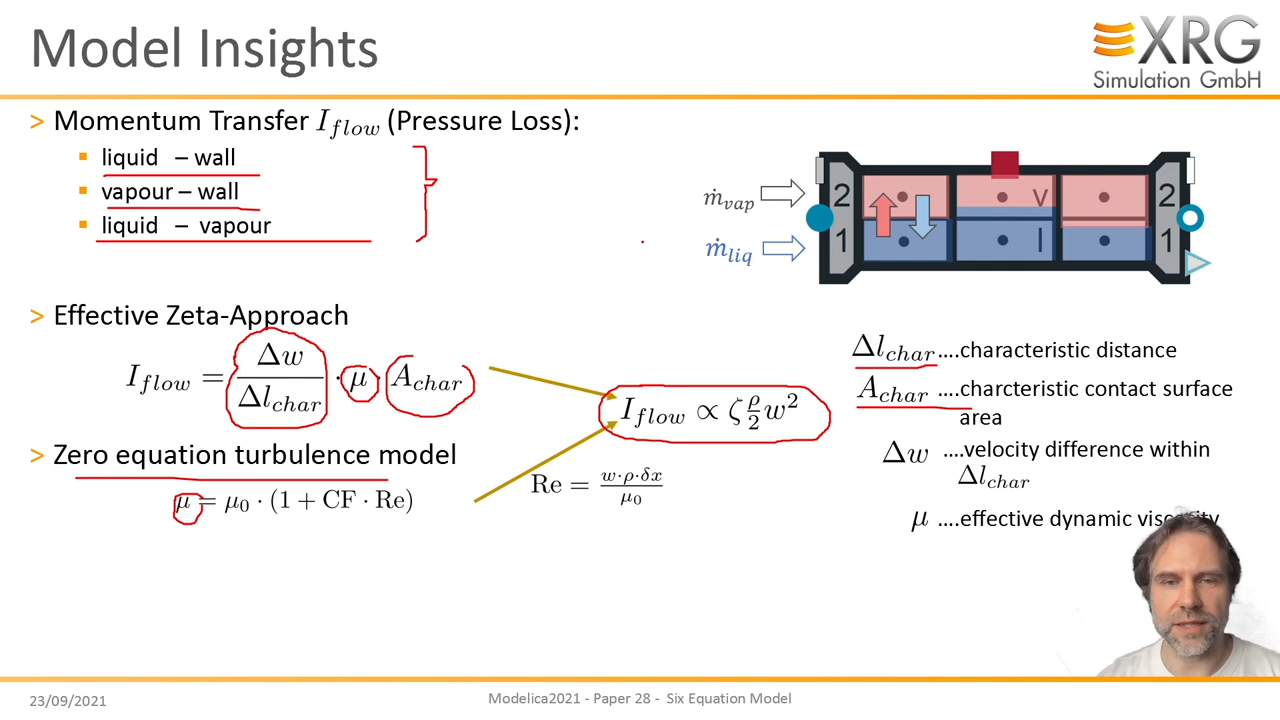 Model Insights
XRG
Simulation GmbH
> Momentum Transfer I_flow (Pressure Loss):
liquid – wall
vapour – wall
liquid – vapour
ṁ_vap
ṁ_liq
2
1
v
l
2
1
> Effective Zeta-Approach
I_flow = Δw / Δl_char · μ · A_char
I_flow ∝ ζ ρ/2 w²
> Zero equation turbulence model
μ = μ₀ · (1 + CF · Re)
Re = w·ρ·δx / μ₀
Δl_char ....characteristic distance
A_char ....charcteristic contact surface
area
Δw ....velocity difference within
Δl_char
μ ....effective dynamic viscosity
23/09/2021
Modelica2021 - Paper 28 - Six Equation Model